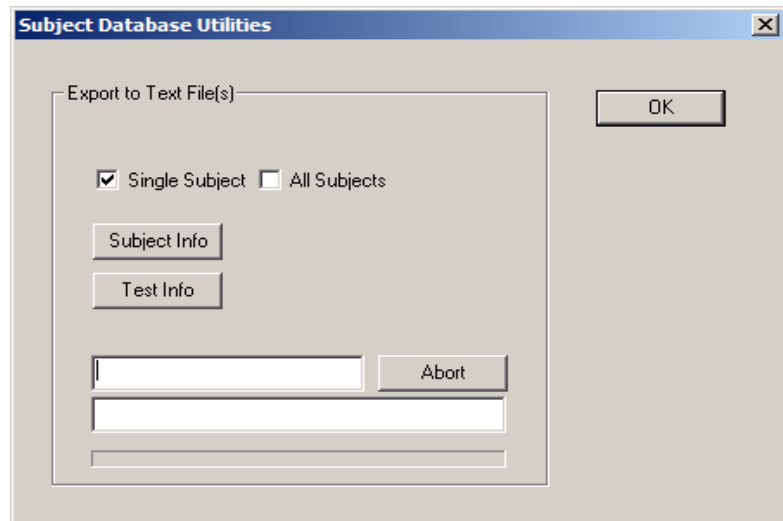 Subject Database Utilities
Export to Text File(s)
OK
Single Subject All Subjects
Subject Info
Test Info
Abort